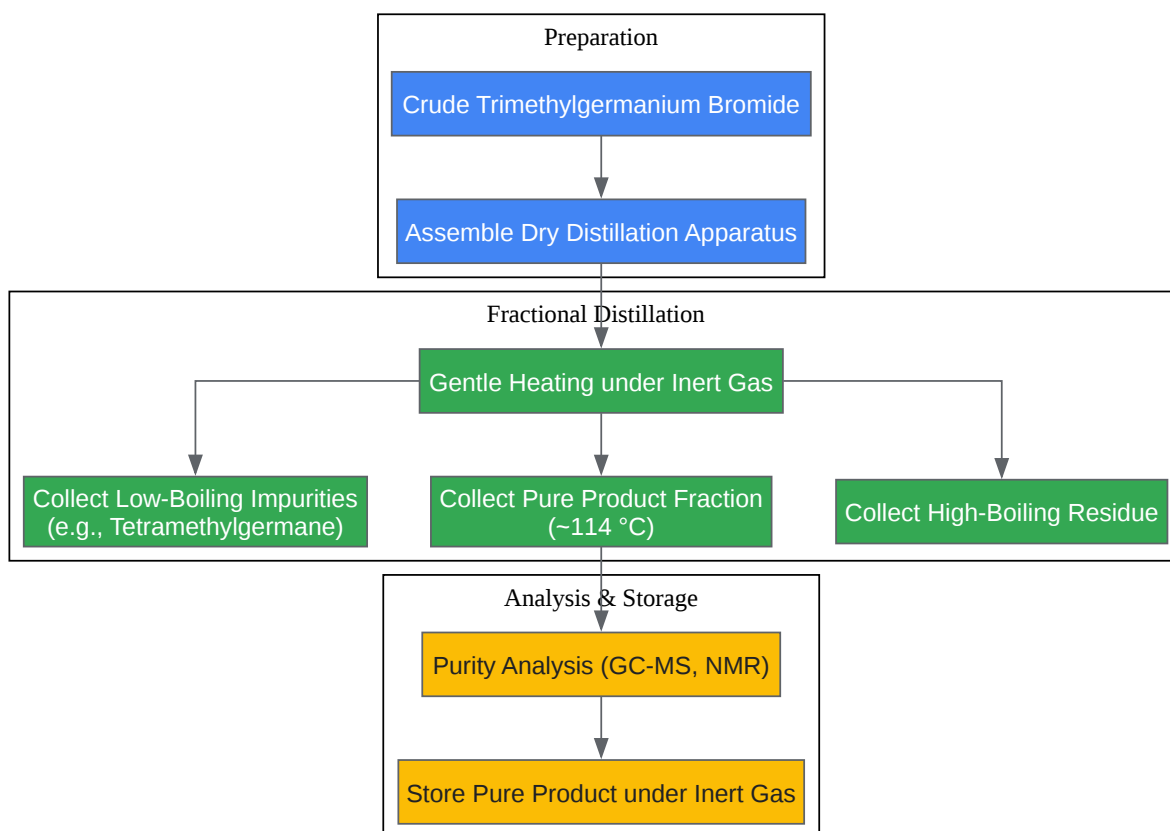 Preparation
Crude Trimethylgermanium Bromide
Assemble Dry Distillation Apparatus
Fractional Distillation
Gentle Heating under Inert Gas
Collect Low-Boiling Impurities
(e.g., Tetramethylgermane)
Collect Pure Product Fraction
(~114 °C)
Collect High-Boiling Residue
Analysis & Storage
Purity Analysis (GC-MS, NMR)
Store Pure Product under Inert Gas